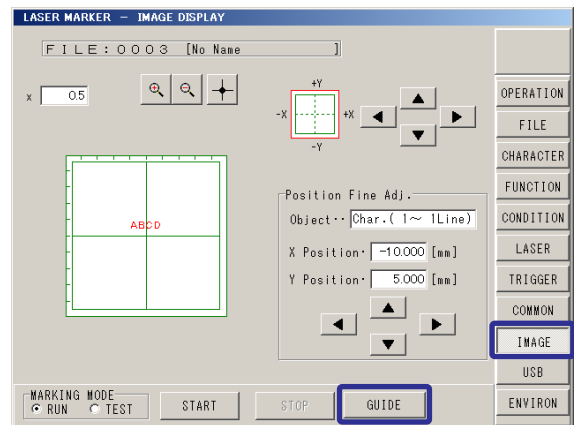 LASER MARKER — IMAGE DISPLAY
FILE:0003 [No Name ]
x 0.5
+Y
-X +X
-Y
ABCD
Position Fine Adj.
Object·· Char.( 1~ 1Line)
X Position· -10.000 [mm]
Y Position· 5.000 [mm]
OPERATION
FILE
CHARACTER
FUNCTION
CONDITION
LASER
TRIGGER
COMMON
IMAGE
USB
ENVIRON
MARKING MODE
RUN TEST START STOP GUIDE